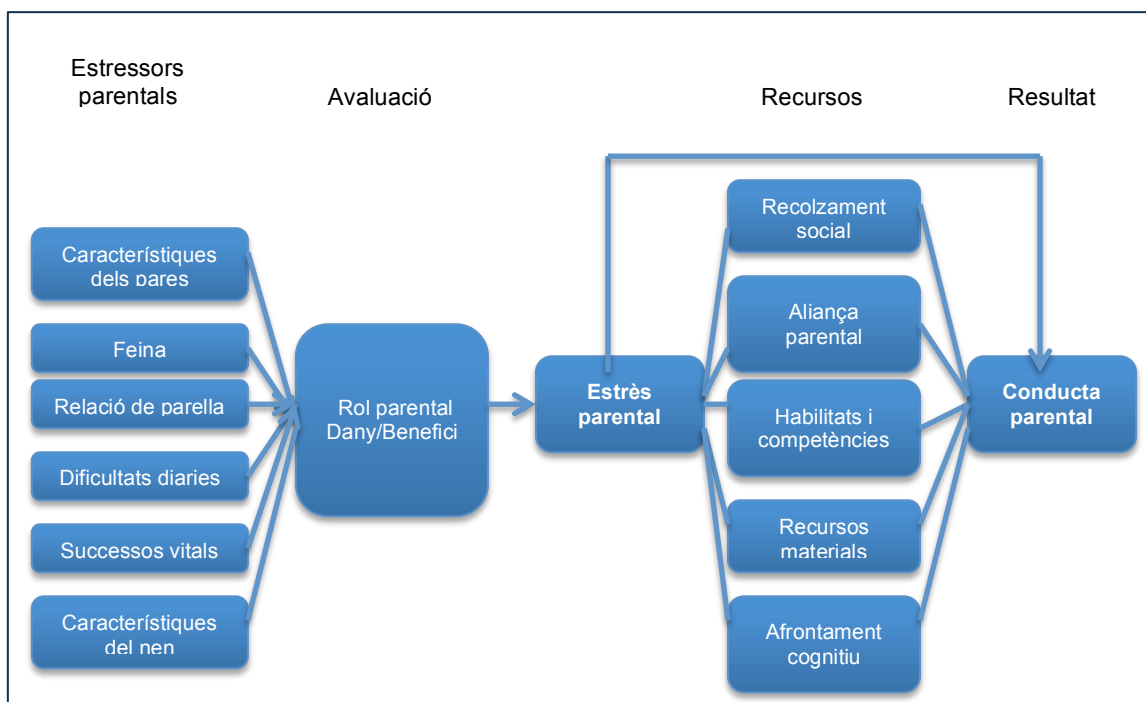 Estressors
parentals
Avaluació
Recursos
Resultat
Característiques
dels pares
Feina
Relació de parella
Dificultats diaries
Successos vitals
Característiques
del nen
Rol parental
Dany/Benefici
Estrès
parental
Recolzament
social
Aliança
parental
Habilitats i
competències
Recursos
materials
Afrontament
cognitiu
Conducta
parental